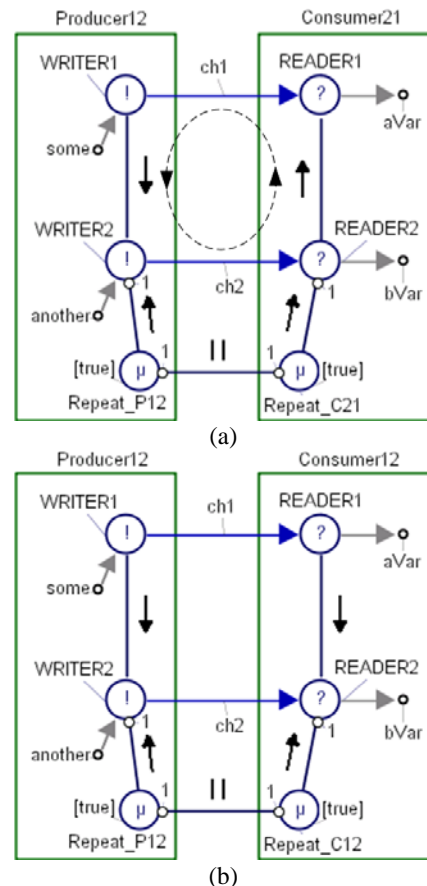 Producer12 Consumer21
WRITER1 ch1 READER1
! ?
some aVar
WRITER2 READER2
! ?
another 1 ch2 1 bVar
1 || 1
[true] µ µ [true]
Repeat_P12 Repeat_C21
(a)
Producer12 Consumer12
WRITER1 ch1 READER1
! ?
some aVar
WRITER2 READER2
! ?
another 1 ch2 1 bVar
1 || 1
[true] µ µ [true]
Repeat_P12 Repeat_C12
(b)